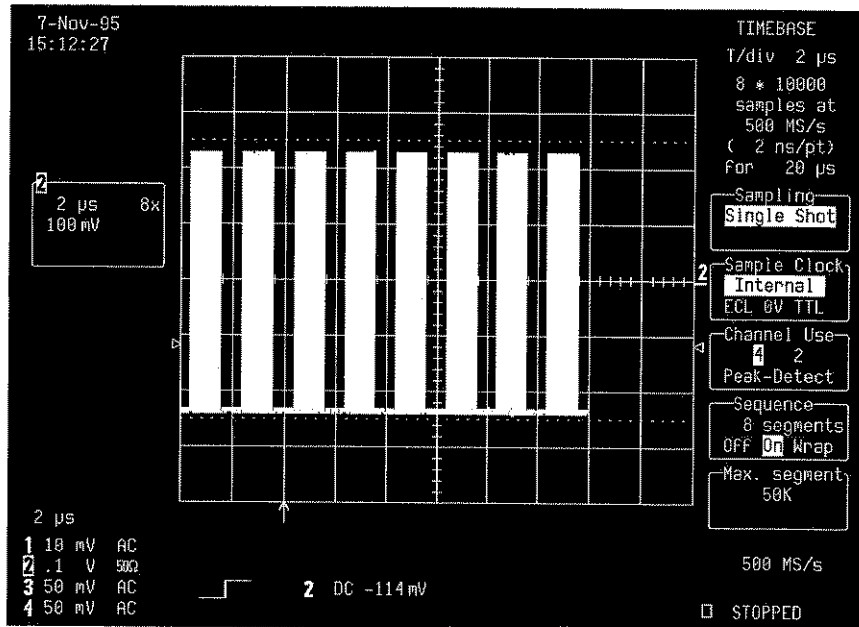 7-Nov-95
15:12:27
2
2 µs 8x
100 mV
2 µs
1 10 mV AC
2 .1 V 50Ω
3 50 mV AC
4 50 mV AC
2 DC -114 mV
2
TIMEBASE
T/div 2 µs
8 * 10000
samples at
500 MS/s
( 2 ns/pt)
for 20 µs
Sampling
Single Shot
Sample Clock
Internal
ECL 0V TTL
Channel Use
4 2
Peak-Detect
Sequence
8 segments
Off On Wrap
Max. segment
50K
500 MS/s
STOPPED